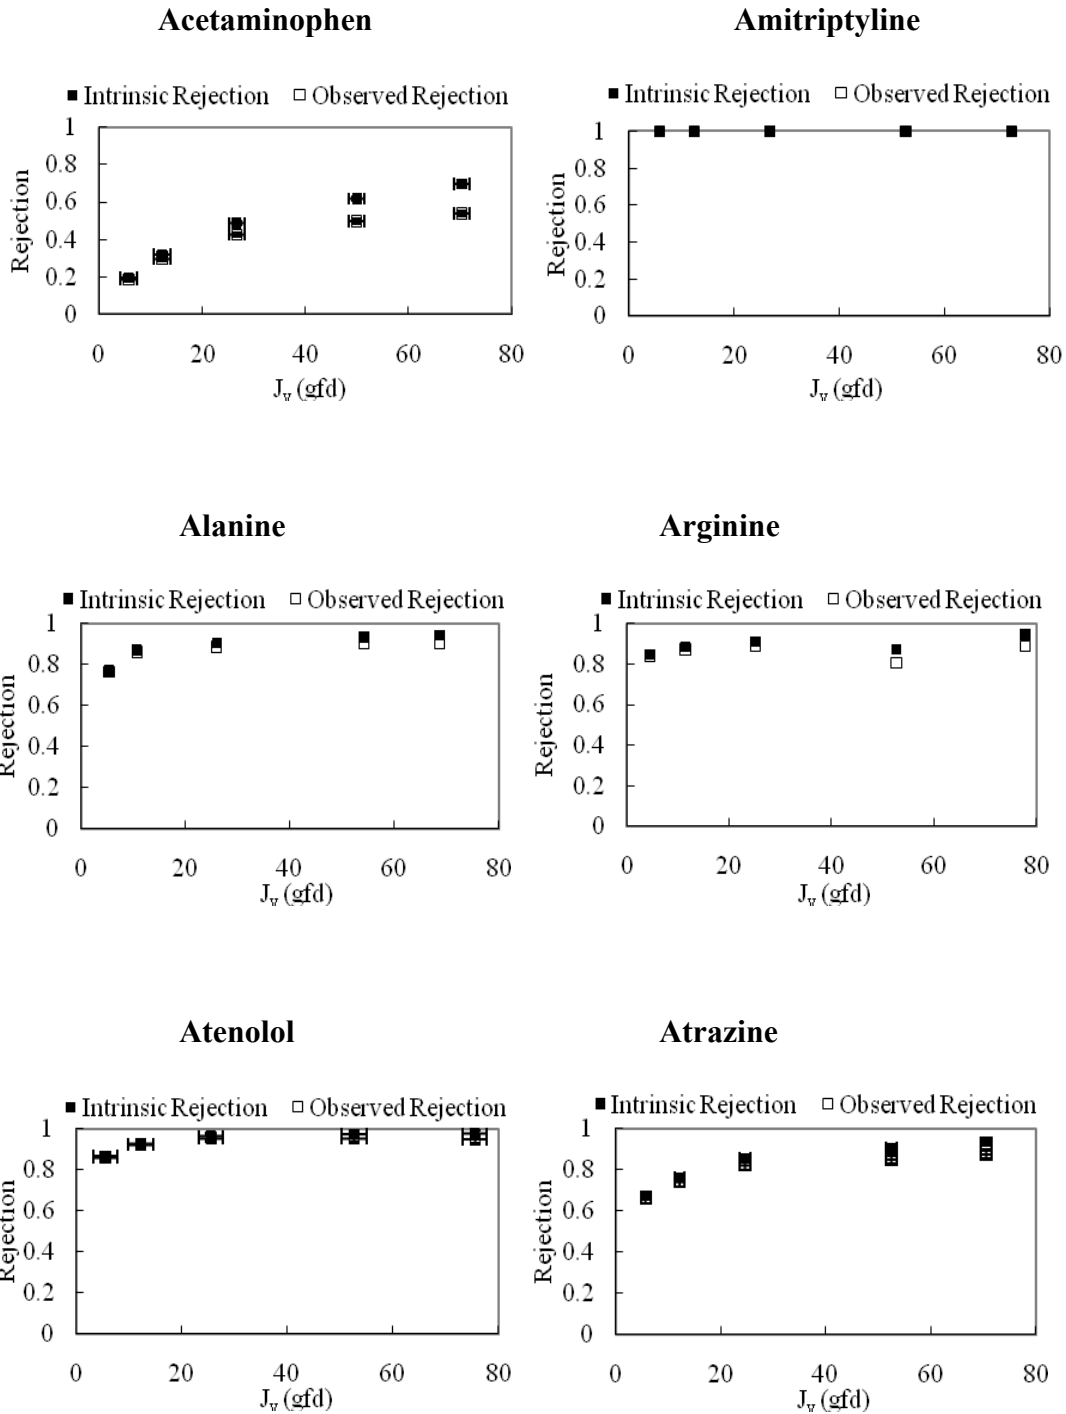 Acetaminophen
■ Intrinsic Rejection □ Observed Rejection
Rejection
1
0.8
0.6
0.4
0.2
0
0 20 40 60 80
Jv (gfd)
Amitriptyline
■ Intrinsic Rejection □ Observed Rejection
Rejection
1
0.8
0.6
0.4
0.2
0
0 20 40 60 80
Jv (gfd)
Alanine
■ Intrinsic Rejection □ Observed Rejection
Rejection
1
0.8
0.6
0.4
0.2
0
0 20 40 60 80
Jv (gfd)
Arginine
■ Intrinsic Rejection □ Observed Rejection
Rejection
1
0.8
0.6
0.4
0.2
0
0 20 40 60 80
Jv (gfd)
Atenolol
■ Intrinsic Rejection □ Observed Rejection
Rejection
1
0.8
0.6
0.4
0.2
0
0 20 40 60 80
Jv (gfd)
Atrazine
■ Intrinsic Rejection □ Observed Rejection
Rejection
1
0.8
0.6
0.4
0.2
0
0 20 40 60 80
Jv (gfd)